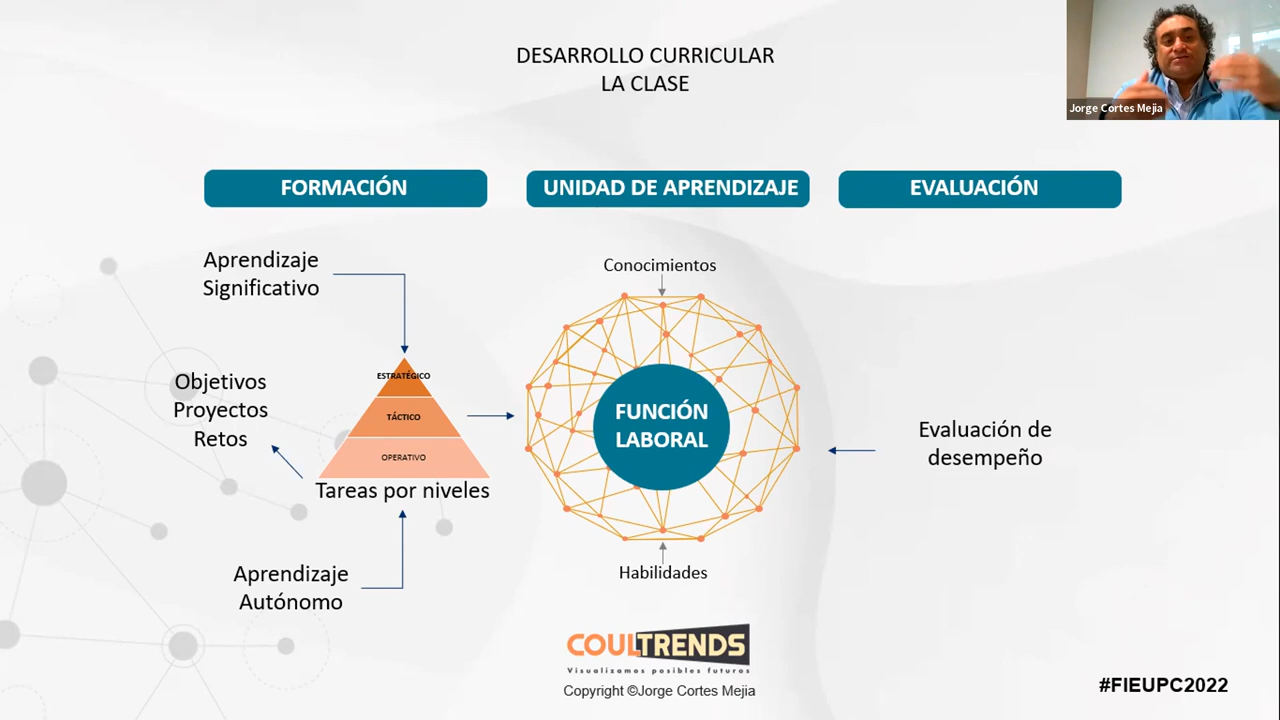 DESARROLLO CURRICULAR
LA CLASE
Jorge Cortes Mejia
FORMACIÓN
UNIDAD DE APRENDIZAJE
EVALUACIÓN
Aprendizaje
Significativo
Objetivos
Proyectos
Retos
ESTRATÉGICO
TÁCTICO
OPERATIVO
Tareas por niveles
Aprendizaje
Autónomo
Conocimientos
FUNCIÓN
LABORAL
Habilidades
Evaluación de
desempeño
COULTRENDS
Visualizamos posibles futuros
Copyright ©Jorge Cortes Mejia
#FIEUPC2022